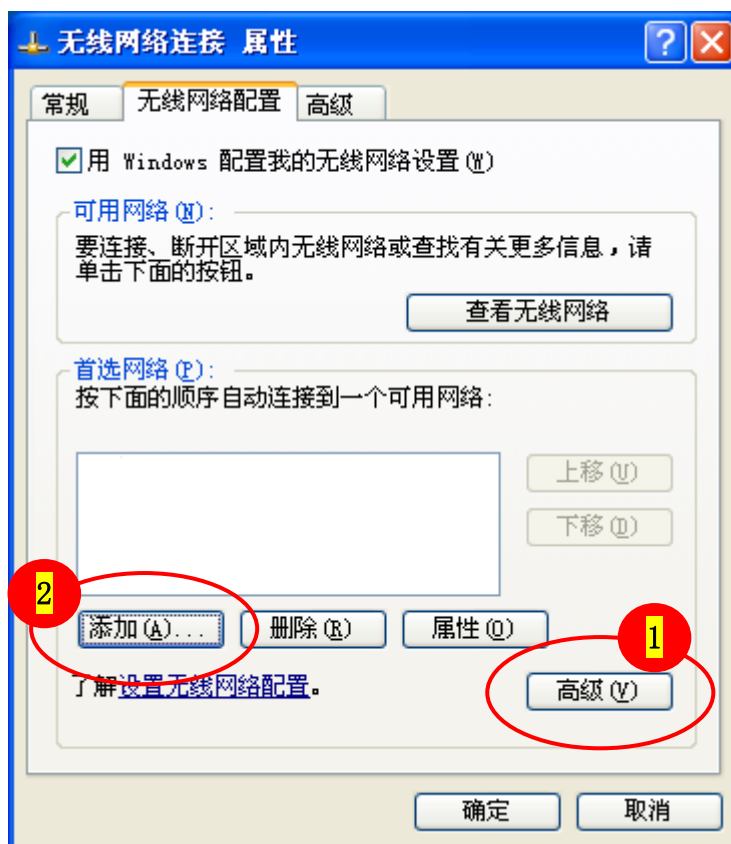 无线网络连接 属性
常规 无线网络配置 高级
用 Windows 配置我的无线网络设置(W)
可用网络(N):
要连接、断开区域内无线网络或查找有关更多信息，请
单击下面的按钮。
查看无线网络
首选网络(P):
按下面的顺序自动连接到一个可用网络:
上移(U)
下移(D)
2
添加(A)... 删除(R) 属性(O)
1
了解设置无线网络配置。
高级(V)
确定 取消